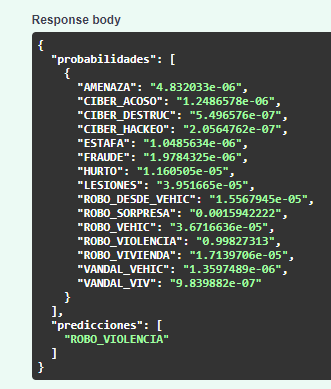 Response body
{
  "probabilidades": [
    {
      "AMENAZA": "4.832033e-06",
      "CIBER_ACOSO": "1.2486578e-06",
      "CIBER_DESTRUC": "5.496576e-07",
      "CIBER_HACKEO": "2.0564762e-07",
      "ESTAFA": "1.0485634e-06",
      "FRAUDE": "1.9784325e-06",
      "HURTO": "1.160505e-05",
      "LESIONES": "3.951665e-05",
      "ROBO_DESDE_VEHIC": "1.5567945e-05",
      "ROBO_SORPRESA": "0.0015942222",
      "ROBO_VEHIC": "3.6716636e-05",
      "ROBO_VIOLENCIA": "0.99827313",
      "ROBO_VIVIENDA": "1.7139706e-05",
      "VANDAL_VEHIC": "1.3597489e-06",
      "VANDAL_VIV": "9.839882e-07"
    }
  ],
  "predicciones": [
    "ROBO_VIOLENCIA"
  ]
}